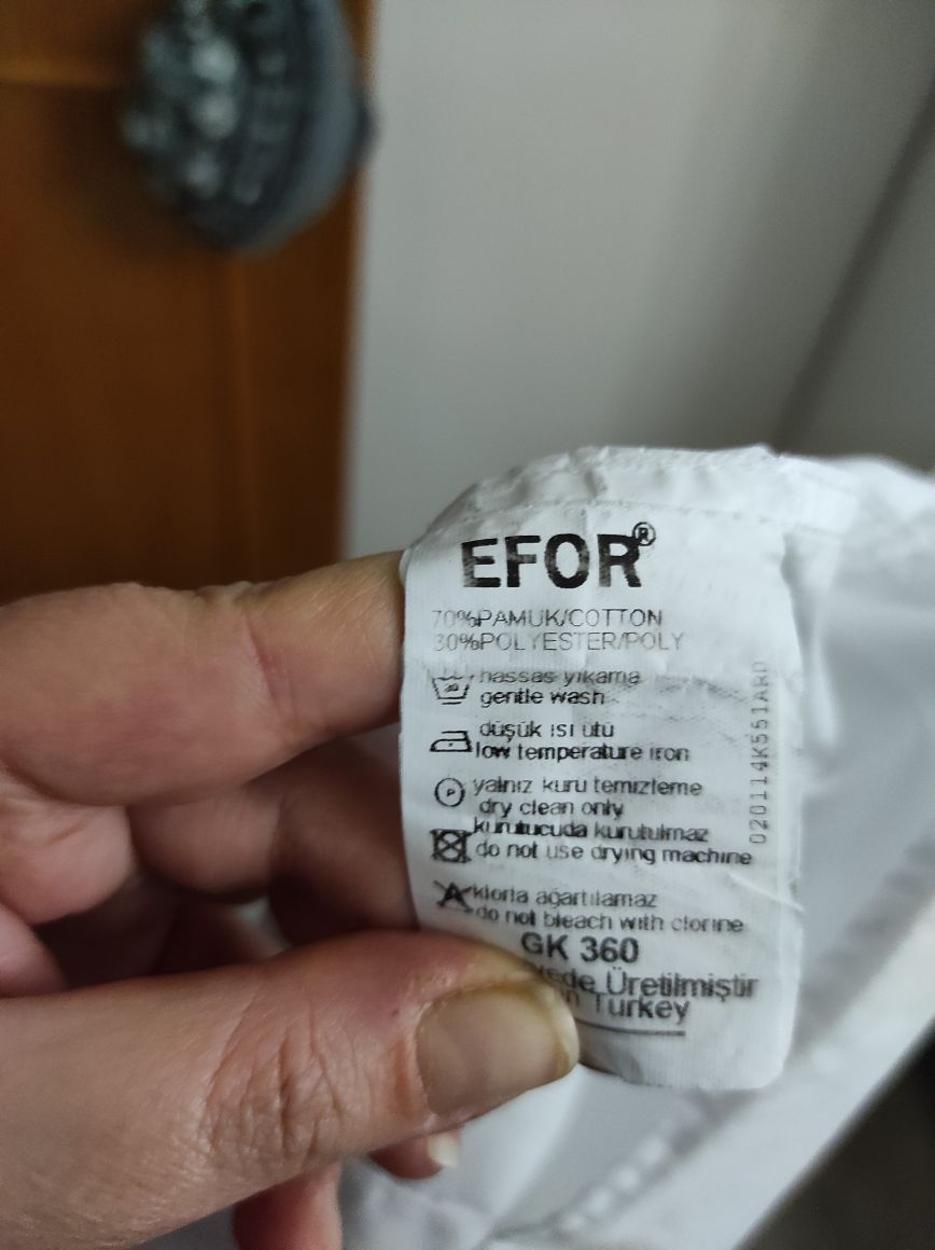 EFOR®
70%PAMUK/COTTON
30%POLYESTER/POLY
30
hassas yıkama
gentle wash
düşük ısı ütü
low temperature iron
P
yalnız kuru temizleme
dry clean only
kurutucuda kurutulmaz
do not use drying machine
klorla ağartılamaz
do not bleach with clorine
GK 360
Üretilmiştir
Turkey
020114K551ARD